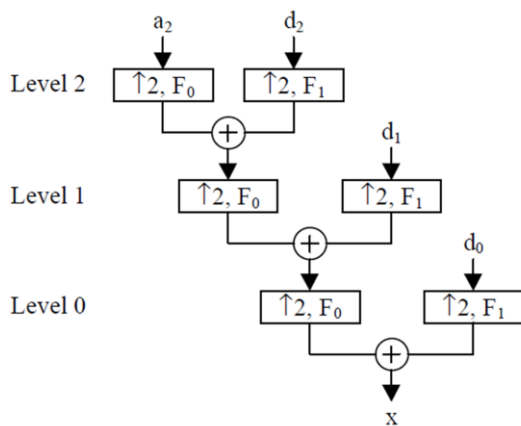 a₂ d₂
Level 2 ↑2, F₀ ↑2, F₁
+
d₁
Level 1 ↑2, F₀ ↑2, F₁
+
d₀
Level 0 ↑2, F₀ ↑2, F₁
+
x